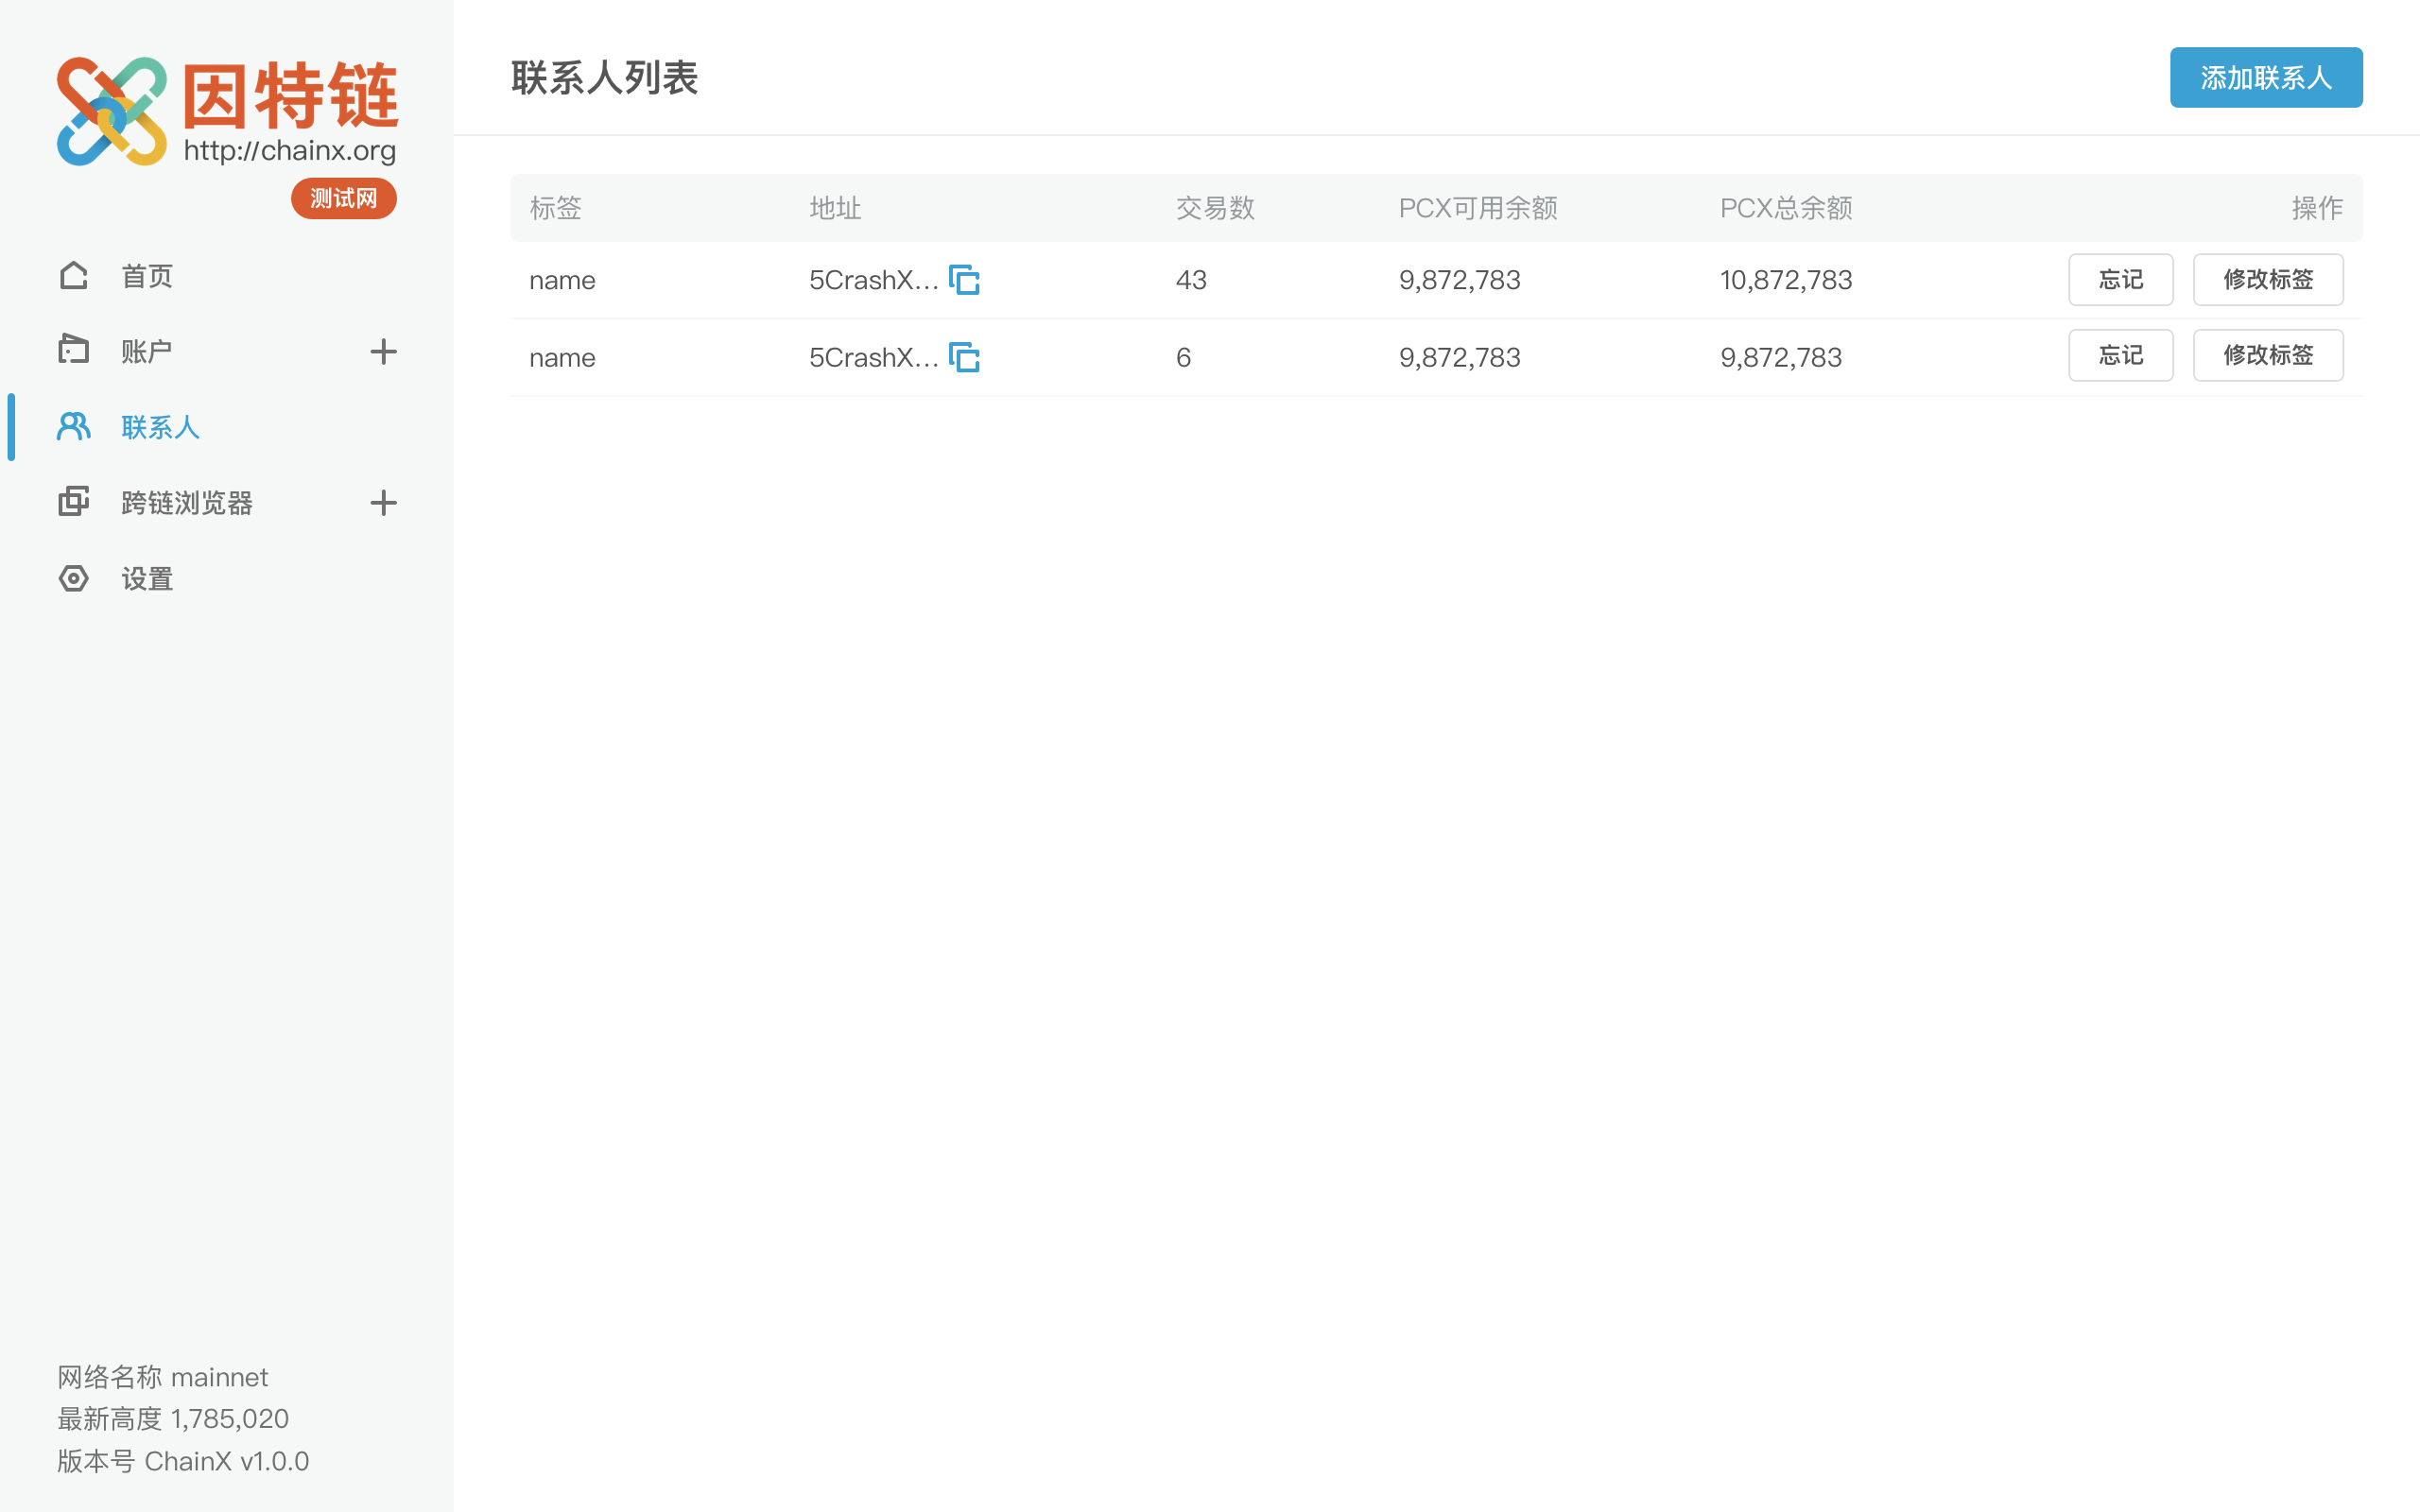 因特链
http://chainx.org
测试网
首页
账户
联系人
跨链浏览器
设置
网络名称 mainnet
最新高度 1,785,020
版本号 ChainX v1.0.0
联系人列表
添加联系人
标签 地址 交易数 PCX可用余额 PCX总余额 操作
name 5CrashX... 43 9,872,783 10,872,783 忘记 修改标签
name 5CrashX... 6 9,872,783 9,872,783 忘记 修改标签